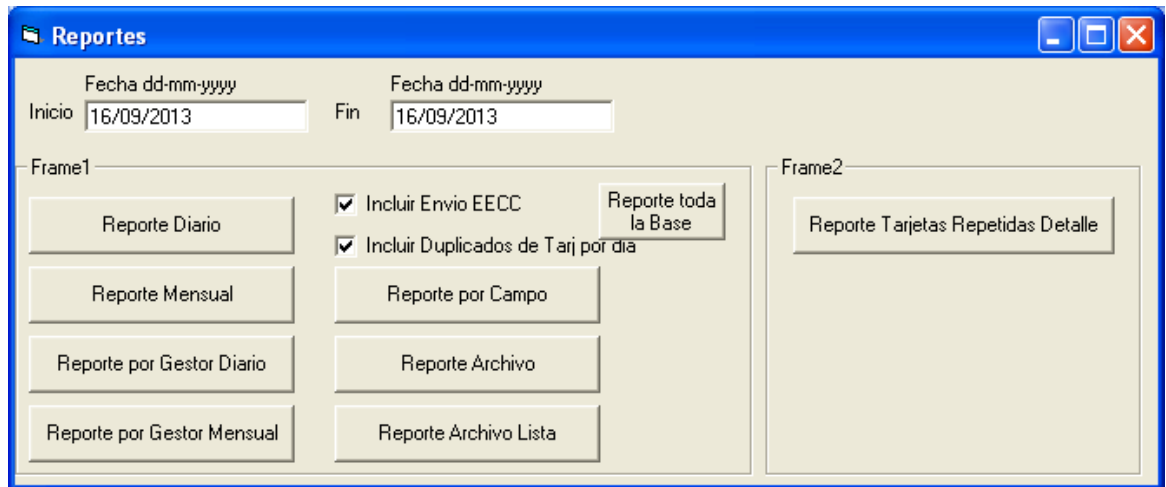 Reportes
Fecha dd-mm-yyyy
Fecha dd-mm-yyyy
Inicio 16/09/2013
Fin 16/09/2013
Frame1
Frame2
Reporte Diario
Incluir Envio EECC
Reporte toda
la Base
Reporte Tarjetas Repetidas Detalle
Incluir Duplicados de Tarj por dia
Reporte Mensual
Reporte por Campo
Reporte por Gestor Diario
Reporte Archivo
Reporte por Gestor Mensual
Reporte Archivo Lista